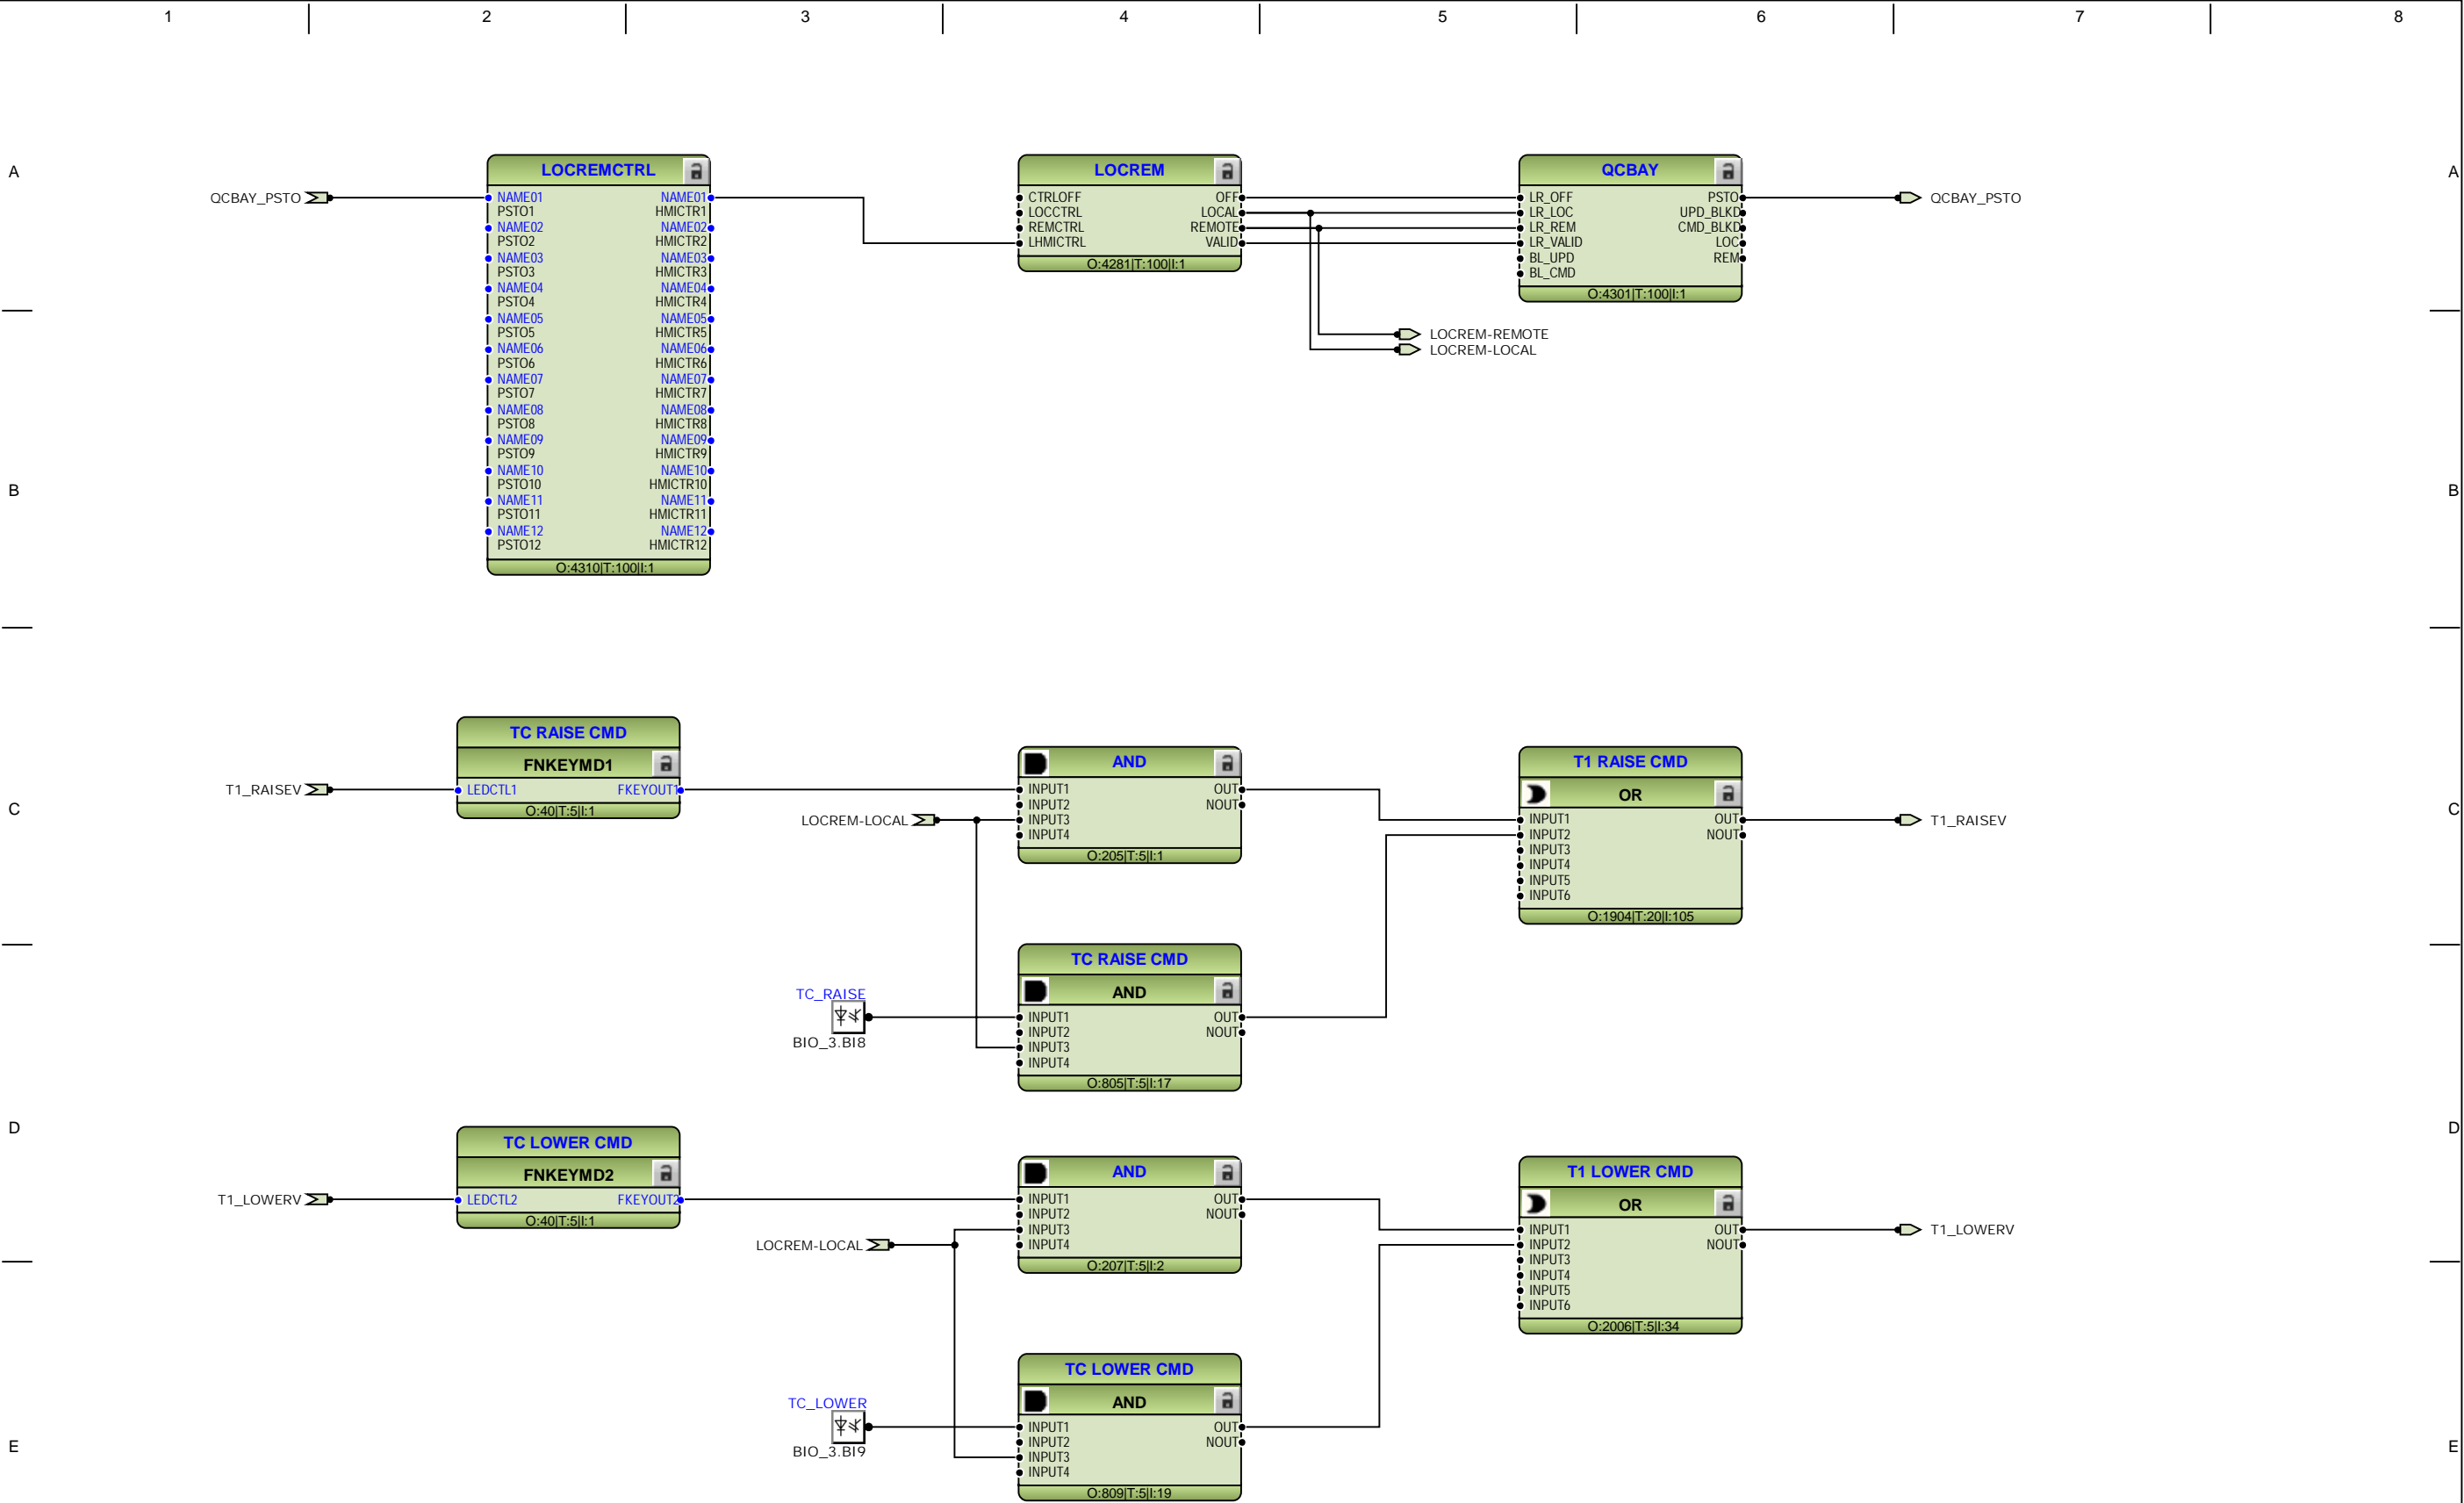 1 2 3 4 5 6 7 8
A A
LOCREMCTRL
QCBAY_PSTO
NAME01 NAME01
PSTO1 HMICTR1
NAME02 NAME02
PSTO2 HMICTR2
NAME03 NAME03
PSTO3 HMICTR3
NAME04 NAME04
PSTO4 HMICTR4
NAME05 NAME05
PSTO5 HMICTR5
NAME06 NAME06
PSTO6 HMICTR6
NAME07 NAME07
PSTO7 HMICTR7
NAME08 NAME08
PSTO8 HMICTR8
NAME09 NAME09
PSTO9 HMICTR9
NAME10 NAME10
PSTO10 HMICTR10
NAME11 NAME11
PSTO11 HMICTR11
NAME12 NAME12
PSTO12 HMICTR12
O:4310|T:100|I:1
LOCREM
CTRLOFF OFF
LOCCTRL LOCAL
REMCTRL REMOTE
LHMICTRL VALID
O:4281|T:100|I:1
QCBAY
LR_OFF PSTO
LR_LOC UPD_BLKD
LR_REM CMD_BLKD
LR_VALID LOC
BL_UPD REM
BL_CMD
O:4301|T:100|I:1
QCBAY_PSTO
LOCREM-REMOTE
LOCREM-LOCAL
B B
C C
TC RAISE CMD
FNKEYMD1
T1_RAISEV
LEDCTL1 FKEYOUT1
O:40|T:5|I:1
LOCREM-LOCAL
AND
INPUT1 OUT
INPUT2 NOUT
INPUT3
INPUT4
O:205|T:5|I:1
T1 RAISE CMD
OR
INPUT1 OUT
INPUT2 NOUT
INPUT3
INPUT4
INPUT5
INPUT6
O:1904|T:20|I:105
T1_RAISEV
TC_RAISE
BIO_3.BI8
TC RAISE CMD
AND
INPUT1 OUT
INPUT2 NOUT
INPUT3
INPUT4
O:805|T:5|I:17
D D
TC LOWER CMD
FNKEYMD2
T1_LOWERV
LEDCTL2 FKEYOUT2
O:40|T:5|I:1
LOCREM-LOCAL
AND
INPUT1 OUT
INPUT2 NOUT
INPUT3
INPUT4
O:207|T:5|I:2
T1 LOWER CMD
OR
INPUT1 OUT
INPUT2 NOUT
INPUT3
INPUT4
INPUT5
INPUT6
O:2006|T:5|I:34
T1_LOWERV
TC_LOWER
BIO_3.BI9
TC LOWER CMD
AND
INPUT1 OUT
INPUT2 NOUT
INPUT3
INPUT4
O:809|T:5|I:19
E E